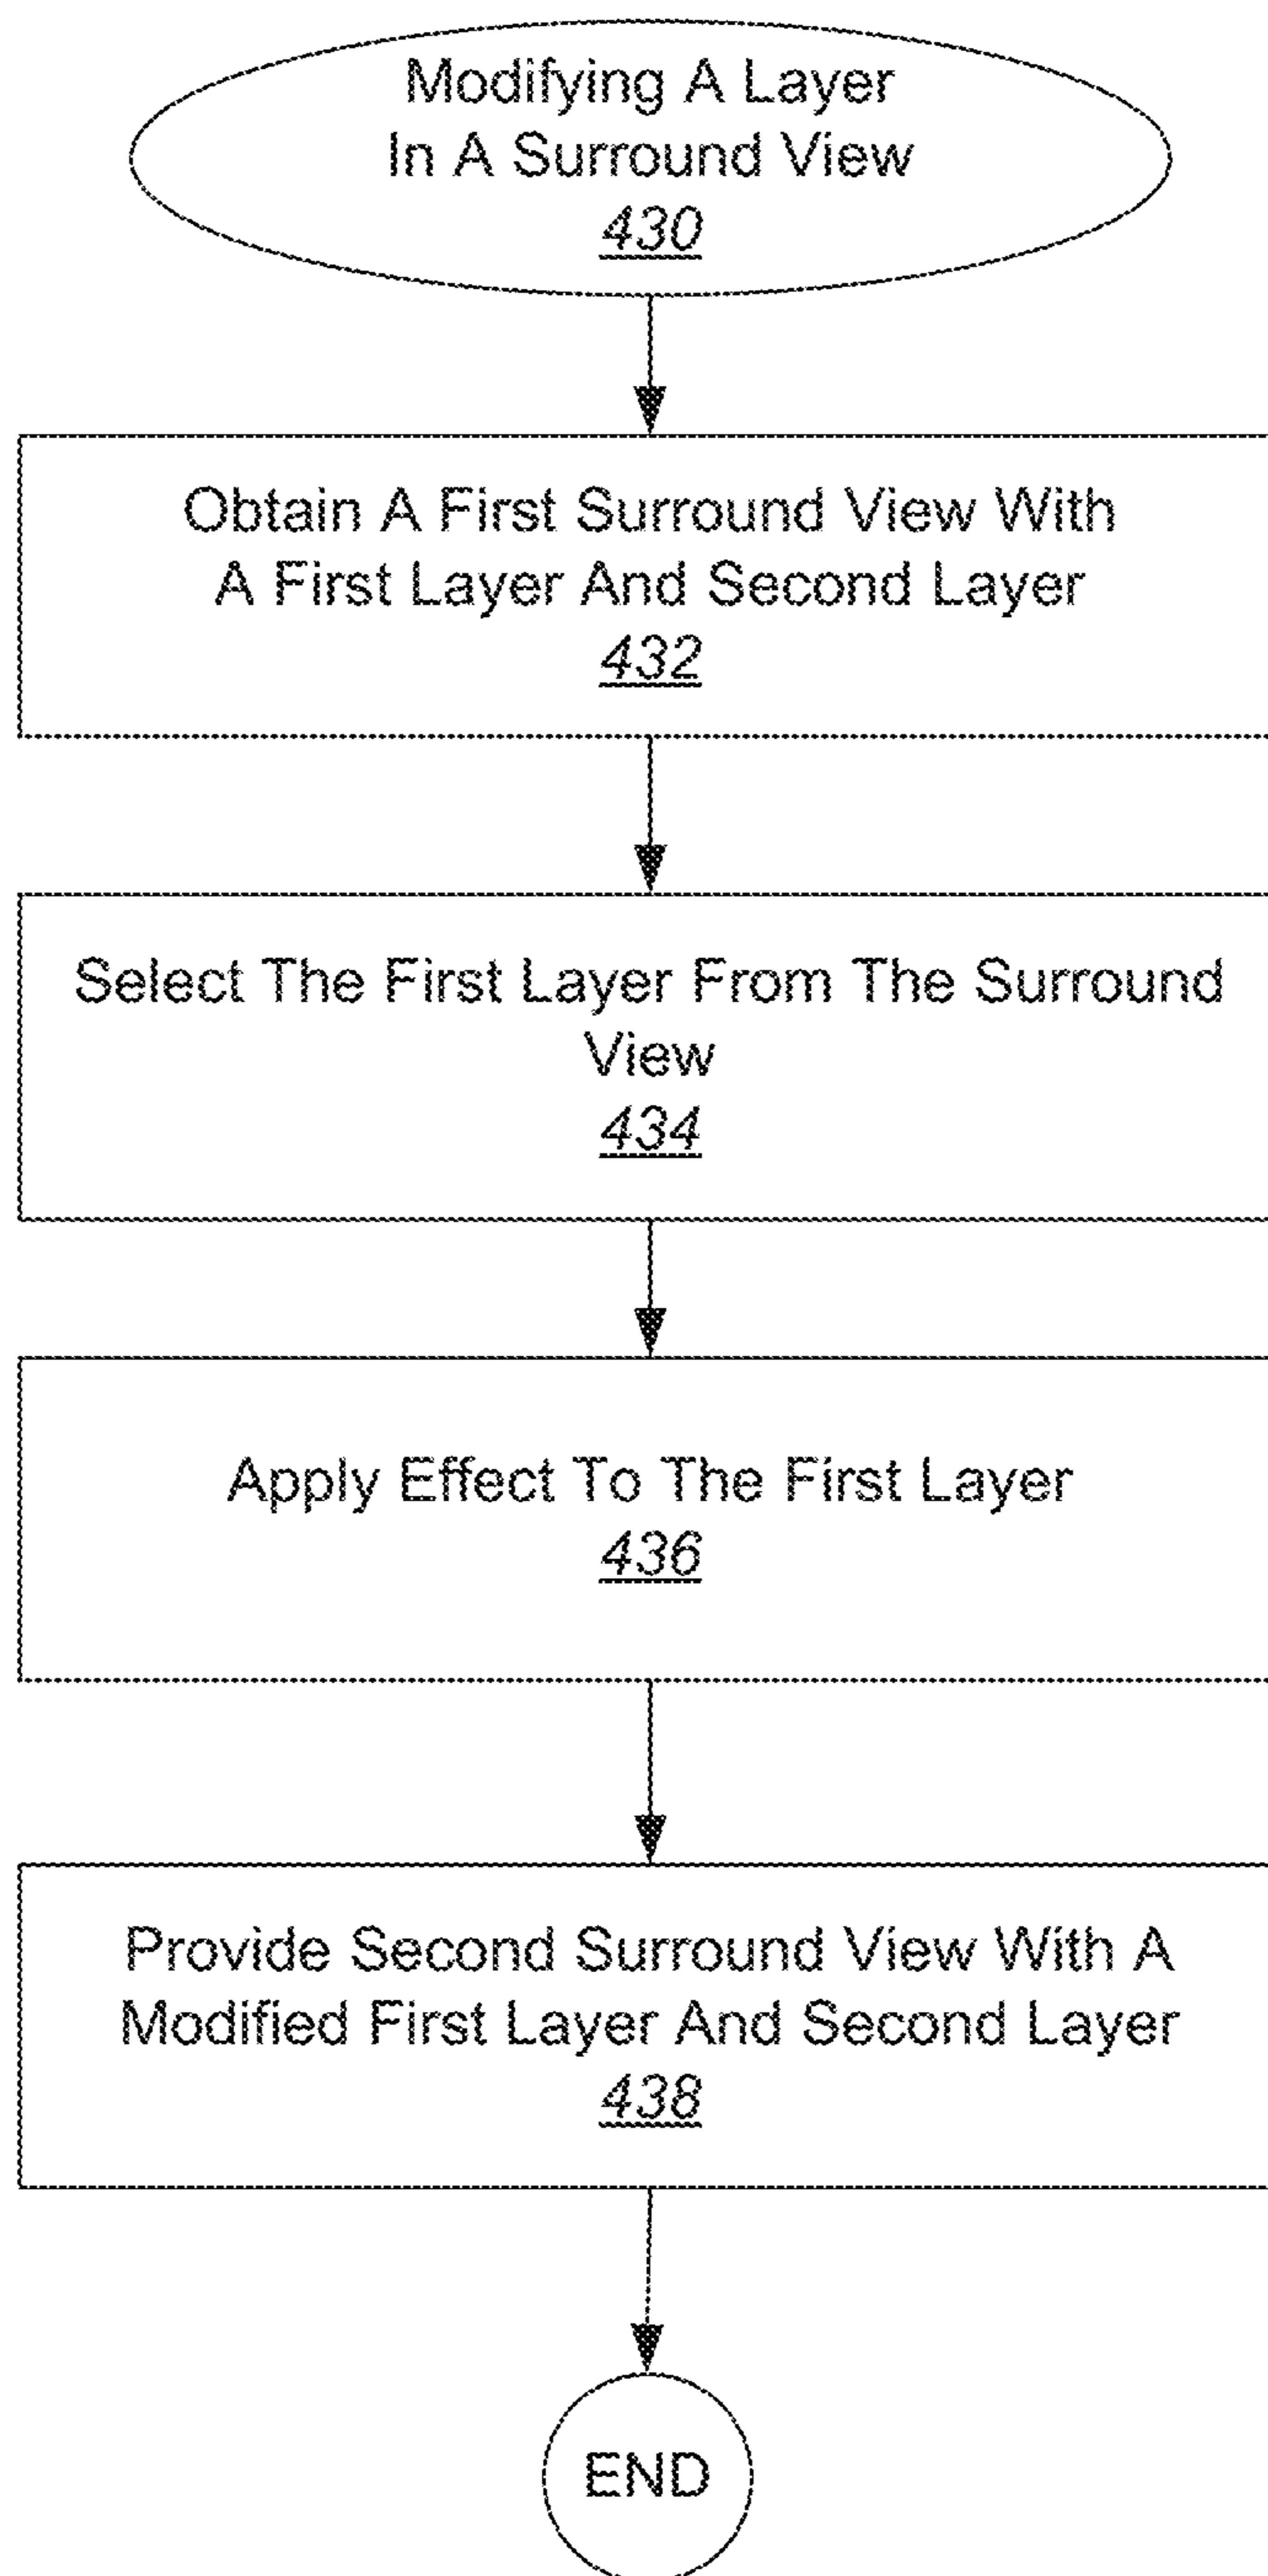 Modifying A Layer
In A Surround View
430
Obtain A First Surround View With
A First Layer And Second Layer
432
Select The First Layer From The Surround
View
434
Apply Effect To The First Layer
436
Provide Second Surround View With A
Modified First Layer And Second Layer
438
END